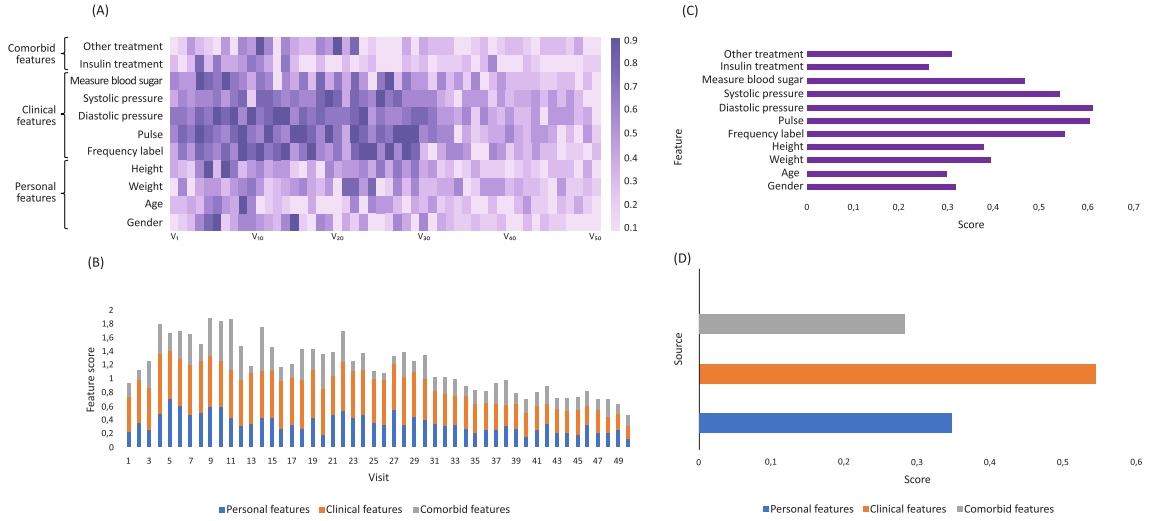 (A)
Comorbid
features
Clinical
features
Personal
features
Other treatment
Insulin treatment
Measure blood sugar
Systolic pressure
Diastolic pressure
Pulse
Frequency label
Height
Weight
Age
Gender
V₁ V₁₀ V₂₀ V₃₀ V₄₀ V₅₀
0.9
0.8
0.7
0.6
0.5
0.4
0.3
0.2
0.1
(B)
Feature score
2
1,8
1,6
1,4
1,2
1
0,8
0,6
0,4
0,2
0
1 3 5 7 9 11 13 15 17 19 21 23 25 27 29 31 33 35 37 39 41 43 45 47 49
Visit
Personal features Clinical features Comorbid features
(C)
Feature
Other treatment
Insulin treatment
Measure blood sugar
Systolic pressure
Diastolic pressure
Pulse
Frequency label
Height
Weight
Age
Gender
0 0,1 0,2 0,3 0,4 0,5 0,6 0,7
Score
(D)
Source
0 0,1 0,2 0,3 0,4 0,5 0,6
Score
Personal features Clinical features Comorbid features